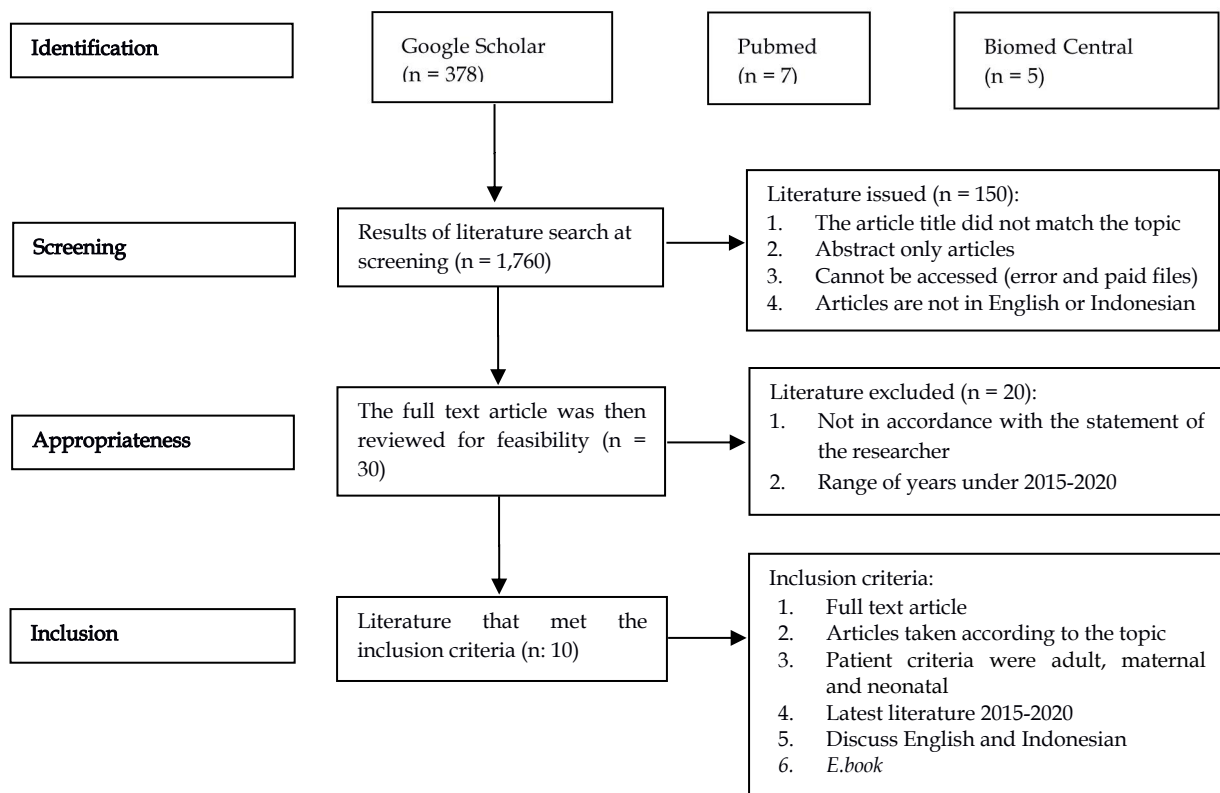 Identification
Google Scholar
(n = 378)
Pubmed
(n = 7)
Biomed Central
(n = 5)
Screening
Results of literature search at
screening (n = 1,760)
Literature issued (n = 150):
1. The article title did not match the topic
2. Abstract only articles
3. Cannot be accessed (error and paid files)
4. Articles are not in English or Indonesian
Appropriateness
The full text article was then
reviewed for feasibility (n =
30)
Literature excluded (n = 20):
1. Not in accordance with the statement of
the researcher
2. Range of years under 2015-2020
Inclusion
Literature that met the
inclusion criteria (n: 10)
Inclusion criteria:
1. Full text article
2. Articles taken according to the topic
3. Patient criteria were adult, maternal
and neonatal
4. Latest literature 2015-2020
5. Discuss English and Indonesian
6. E.book